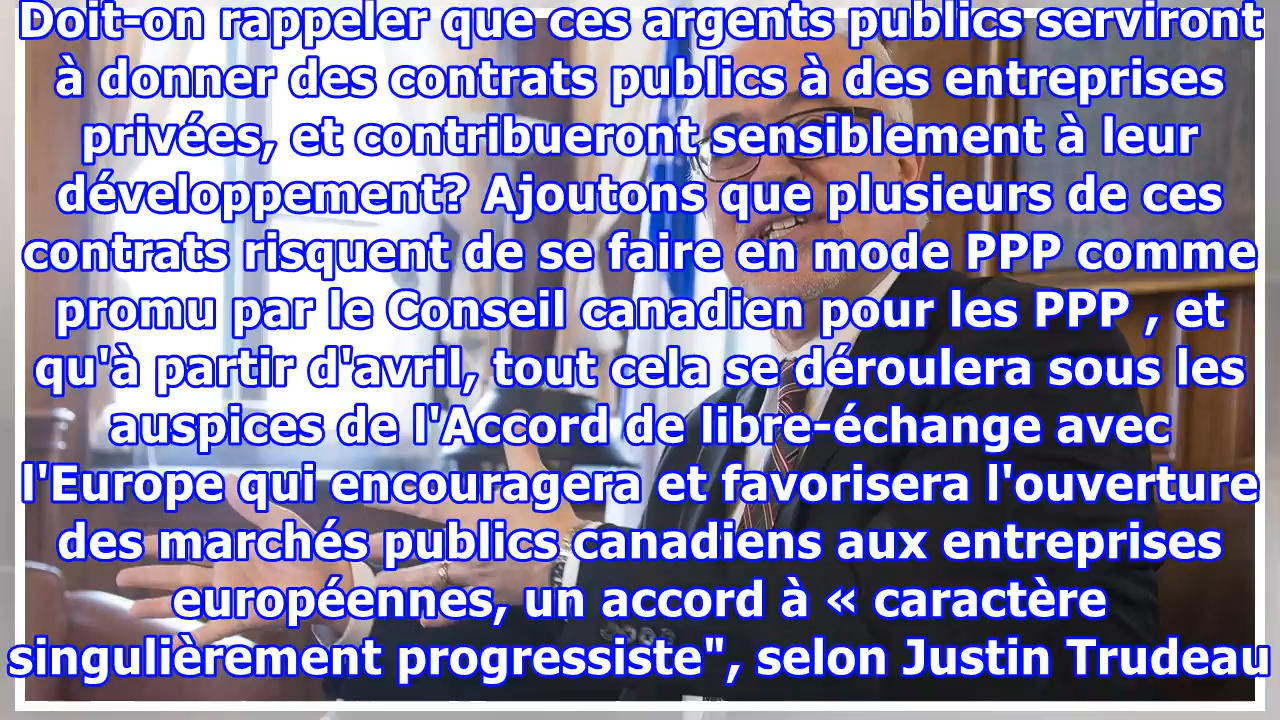 Doit-on rappeler que ces argents publics serviront
à donner des contrats publics à des entreprises
privées, et contribueront sensiblement à leur
développement? Ajoutons que plusieurs de ces
contrats risquent de se faire en mode PPP comme
promu par le Conseil canadien pour les PPP , et
qu'à partir d'avril, tout cela se déroulera sous les
auspices de l'Accord de libre-échange avec
l'Europe qui encouragera et favorisera l'ouverture
des marchés publics canadiens aux entreprises
européennes, un accord à « caractère
singulièrement progressiste", selon Justin Trudeau